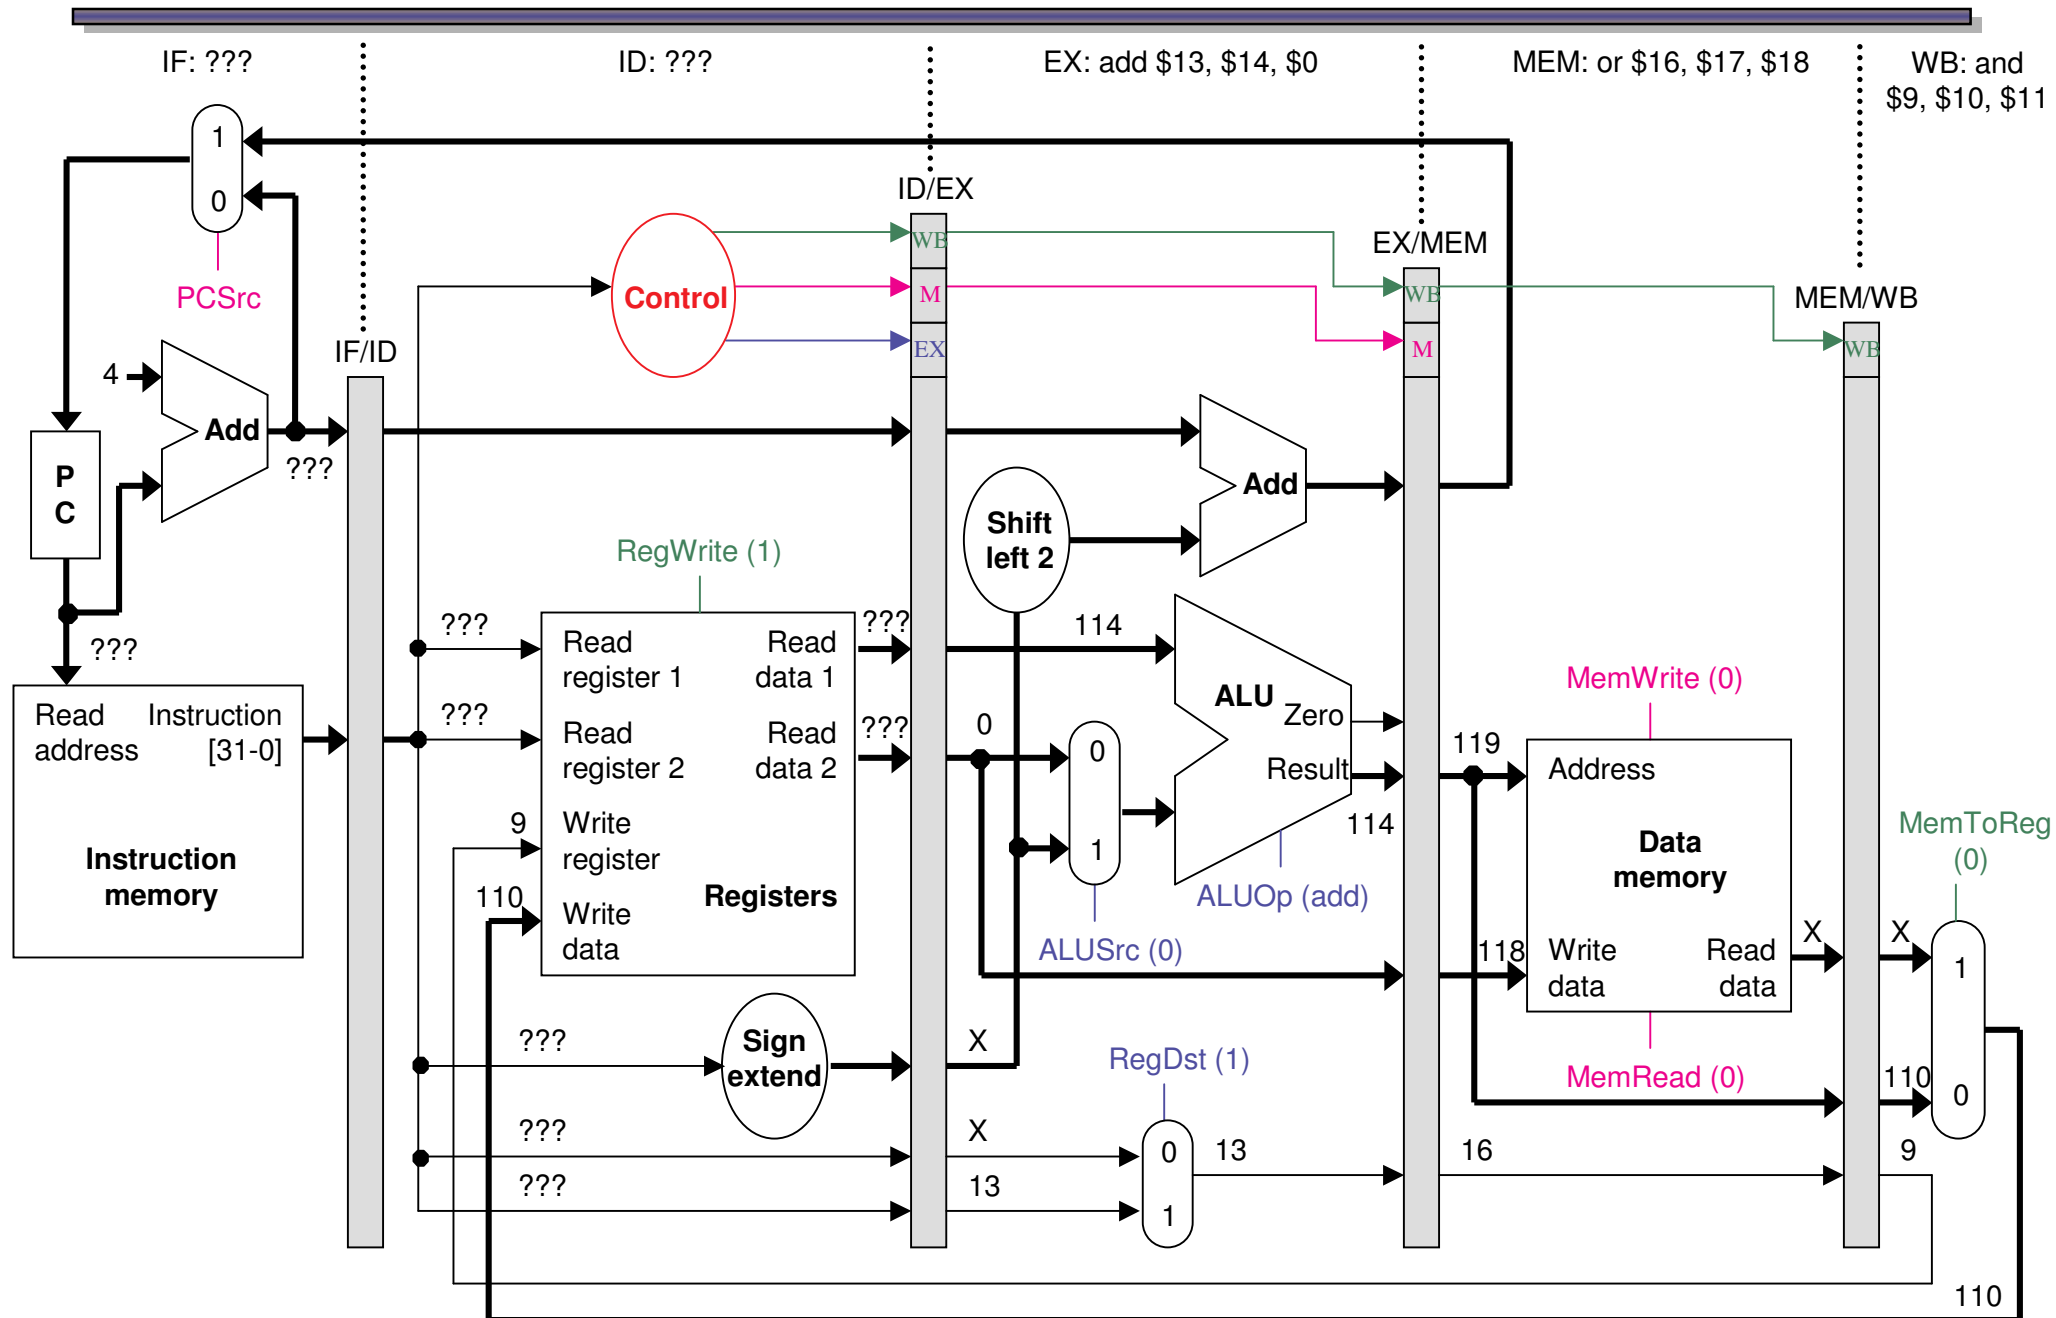 IF: ???
ID: ???
EX: add $13, $14, $0
MEM: or $16, $17, $18
WB: and
$9, $10, $11
1
0
PCSrc
4
Add
???
P
C
???
Read
address
Instruction
[31-0]
Instruction
memory
IF/ID
Control
ID/EX
WB
M
EX
EX/MEM
WB
M
MEM/WB
WB
RegWrite (1)
???
???
9
110
Read
register 1
Read
data 1
Read
register 2
Read
data 2
Write
register
Write
data
Registers
???
???
???
Sign
extend
???
???
Shift
left 2
Add
114
0
0
1
ALUSrc (0)
ALU
Zero
Result
114
ALUOp (add)
X
X
13
RegDst (1)
0
1
13
119
118
16
MemWrite (0)
Address
Data
memory
Write
data
Read
data
MemRead (0)
X
X
110
9
MemToReg
(0)
1
0
110